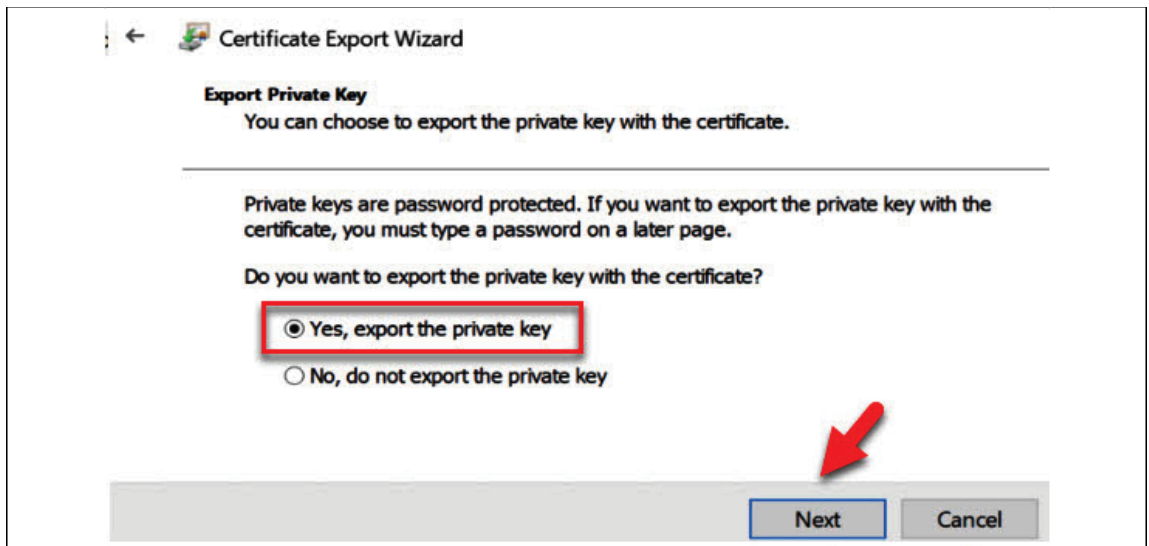 Certificate Export Wizard
Export Private Key
You can choose to export the private key with the certificate.
Private keys are password protected. If you want to export the private key with the
certificate, you must type a password on a later page.
Do you want to export the private key with the certificate?
Yes, export the private key
No, do not export the private key
Next Cancel